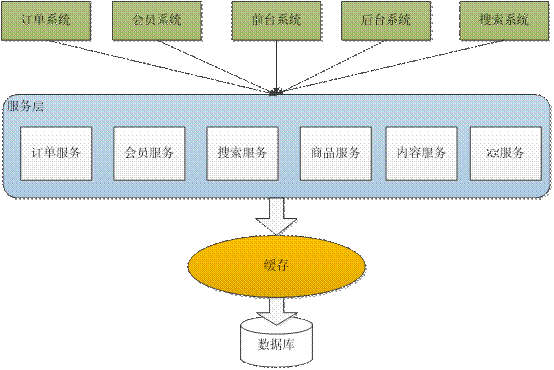 订单系统 会员系统 前台系统 后台系统 搜索系统
服务层
订单服务 会员服务 搜索服务 商品服务 内容服务 xx服务
缓存
数据库